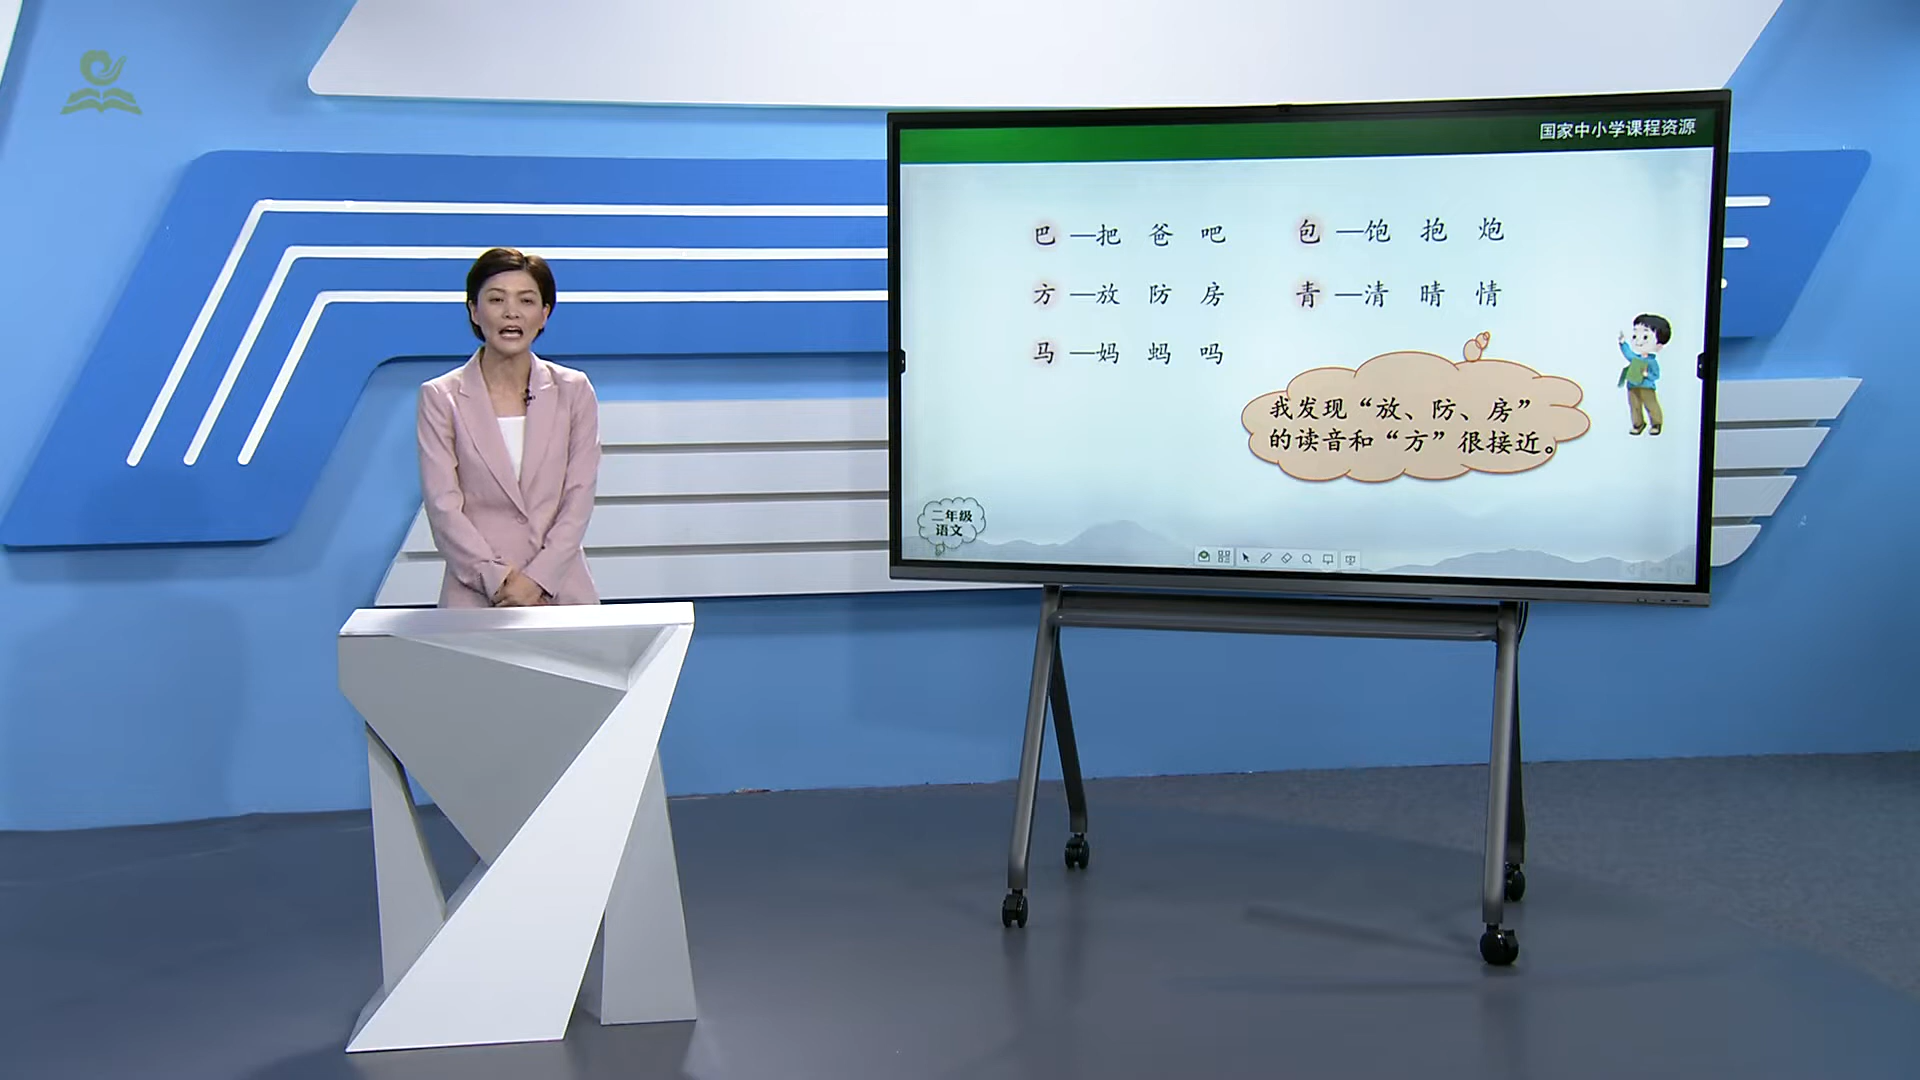 国家中小学课程资源
巴—把 爸 吧
包—饱 抱 炮
方—放 防 房
青—清 晴 情
马—妈 蚂 吗
我发现“放、防、房”
的读音和“方”很接近。
二年级
语文